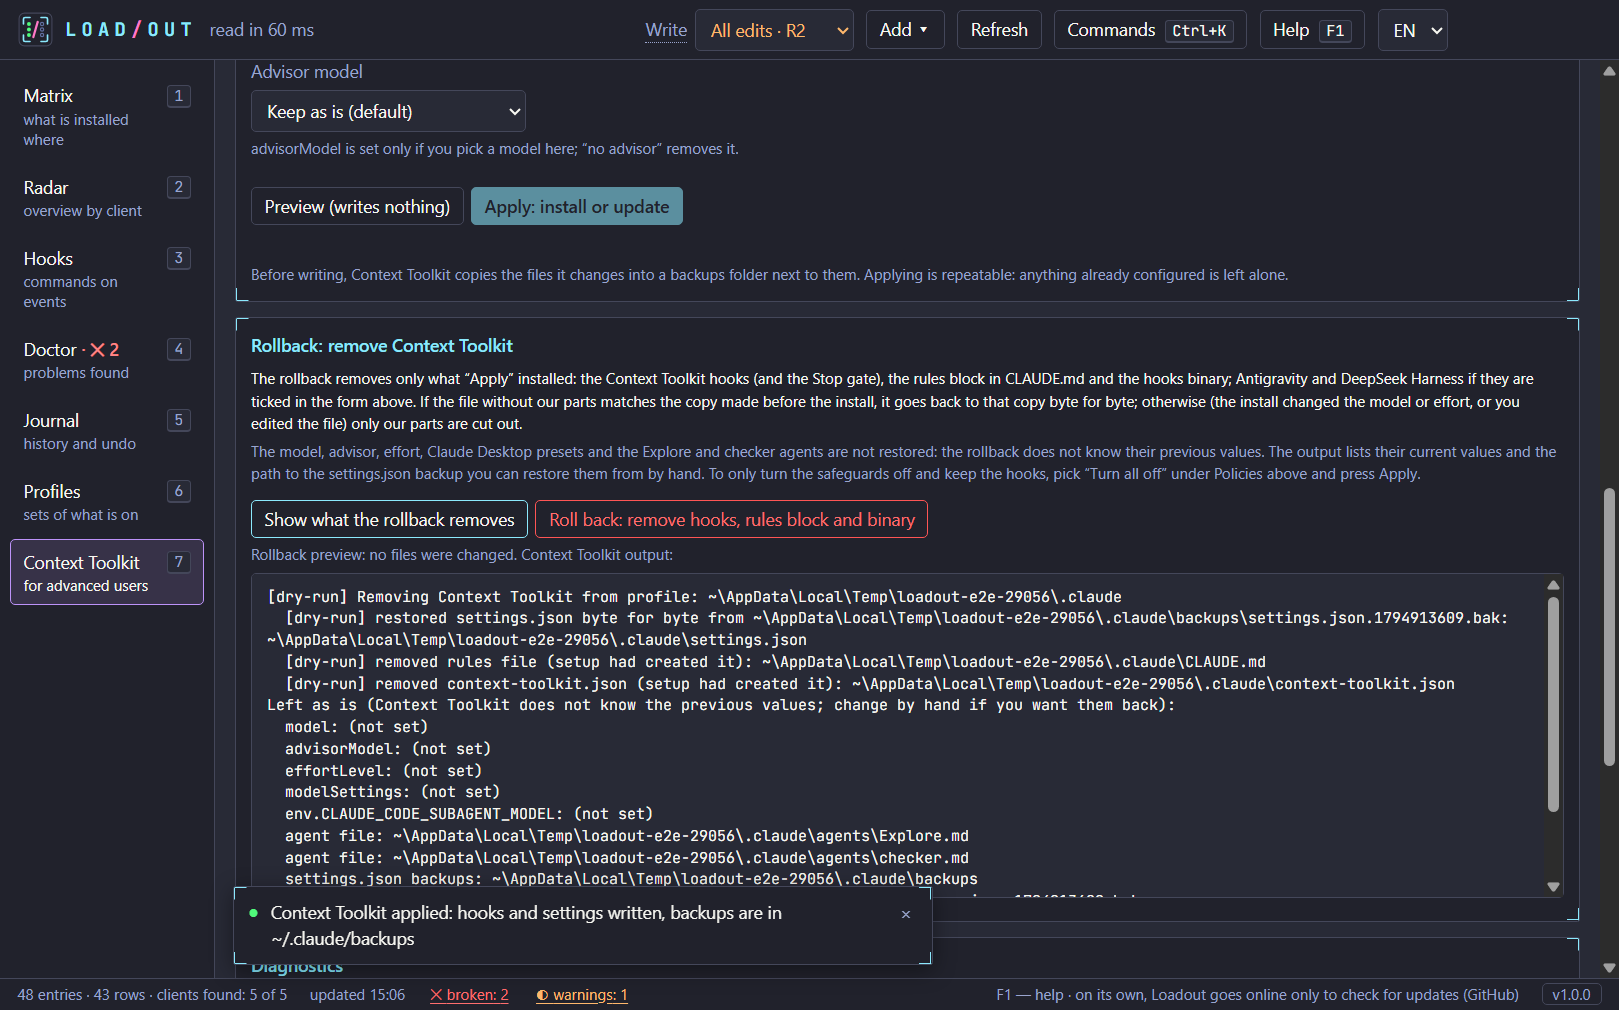 LOAD/OUT read in 60 ms Write All edits · R2 Add ▾ Refresh Commands Ctrl+K Help F1 EN
Matrix 1
what is installed
where
Radar 2
overview by client
Hooks 3
commands on
events
Doctor · ✕ 2 4
problems found
Journal 5
history and undo
Profiles 6
sets of what is on
Context Toolkit 7
for advanced users
Advisor model
Keep as is (default)
advisorModel is set only if you pick a model here; “no advisor” removes it.
Preview (writes nothing) Apply: install or update
Before writing, Context Toolkit copies the files it changes into a backups folder next to them. Applying is repeatable: anything already configured is left alone.
Rollback: remove Context Toolkit
The rollback removes only what “Apply” installed: the Context Toolkit hooks (and the Stop gate), the rules block in CLAUDE.md and the hooks binary; Antigravity and DeepSeek Harness if they are
ticked in the form above. If the file without our parts matches the copy made before the install, it goes back to that copy byte for byte; otherwise (the install changed the model or effort, or you
edited the file) only our parts are cut out.
The model, advisor, effort, Claude Desktop presets and the Explore and checker agents are not restored: the rollback does not know their previous values. The output lists their current values and the
path to the settings.json backup you can restore them from by hand. To only turn the safeguards off and keep the hooks, pick “Turn all off” under Policies above and press Apply.
Show what the rollback removes Roll back: remove hooks, rules block and binary
Rollback preview: no files were changed. Context Toolkit output:
[dry-run] Removing Context Toolkit from profile: ~\AppData\Local\Temp\loadout-e2e-29056\.claude
[dry-run] restored settings.json byte for byte from ~\AppData\Local\Temp\loadout-e2e-29056\.claude\backups\settings.json.1794913609.bak:
~\AppData\Local\Temp\loadout-e2e-29056\.claude\settings.json
[dry-run] removed rules file (setup had created it): ~\AppData\Local\Temp\loadout-e2e-29056\.claude\CLAUDE.md
[dry-run] removed context-toolkit.json (setup had created it): ~\AppData\Local\Temp\loadout-e2e-29056\.claude\context-toolkit.json
Left as is (Context Toolkit does not know the previous values; change by hand if you want them back):
model: (not set)
advisorModel: (not set)
effortLevel: (not set)
modelSettings: (not set)
env.CLAUDE_CODE_SUBAGENT_MODEL: (not set)
agent file: ~\AppData\Local\Temp\loadout-e2e-29056\.claude\agents\Explore.md
agent file: ~\AppData\Local\Temp\loadout-e2e-29056\.claude\agents\checker.md
settings.json backups: ~\AppData\Local\Temp\loadout-e2e-29056\.claude\backups
Context Toolkit applied: hooks and settings written, backups are in
~/.claude/backups
×
Diagnostics
48 entries · 43 rows · clients found: 5 of 5 updated 15:06 ✕ broken: 2 ◐ warnings: 1 F1 — help · on its own, Loadout goes online only to check for updates (GitHub) v1.0.0